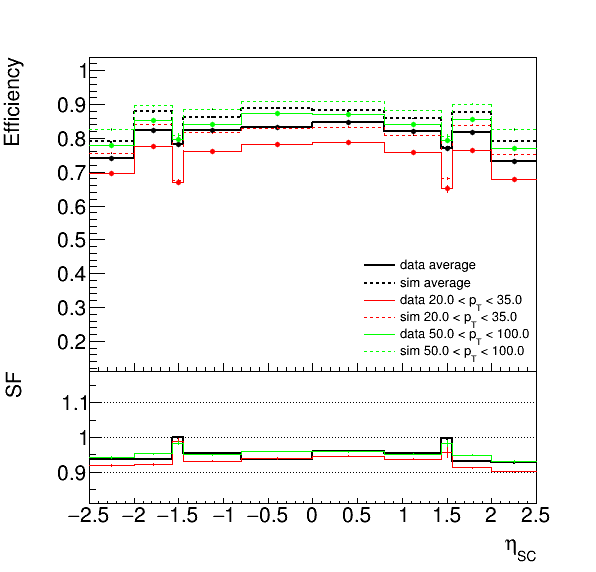 Efficiency
1
0.9
0.8
0.7
0.6
0.5
0.4
0.3
0.2
data average
sim average
data 20.0 < p_T < 35.0
sim 20.0 < p_T < 35.0
data 50.0 < p_T < 100.0
sim 50.0 < p_T < 100.0
SF
1.1
1
0.9
−2.5 −2 −1.5 −1 −0.5 0 0.5 1 1.5 2 2.5
η_SC